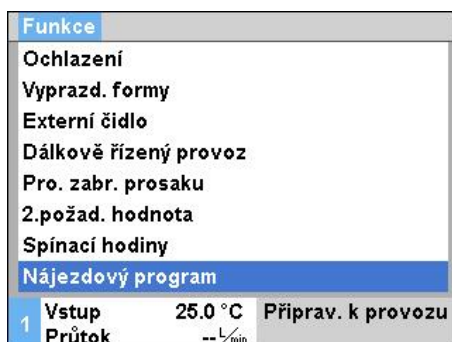 Funkce
Ochlazení
Vyprazd. formy
Externí čidlo
Dálkově řízený provoz
Pro. zabr. prosaku
2.požad. hodnota
Spínací hodiny
Nájezdový program
1 Vstup 25.0 °C Připrav. k provozu
Průtok -- L/min